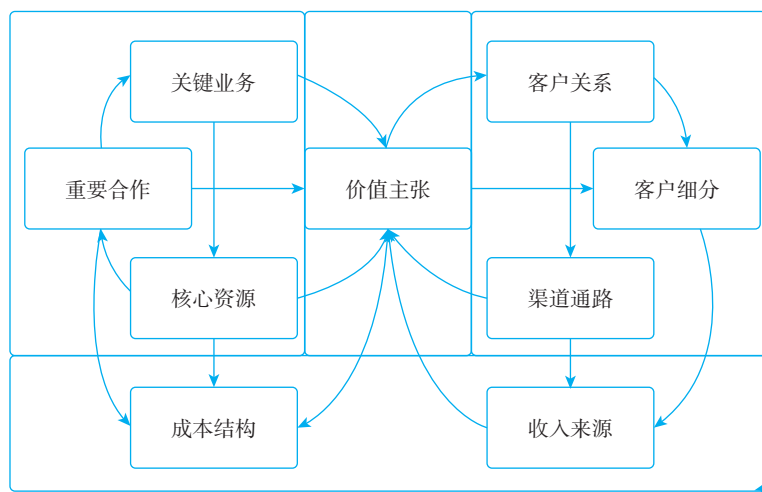 关键业务
客户关系
重要合作
价值主张
客户细分
核心资源
渠道通路
成本结构
收入来源